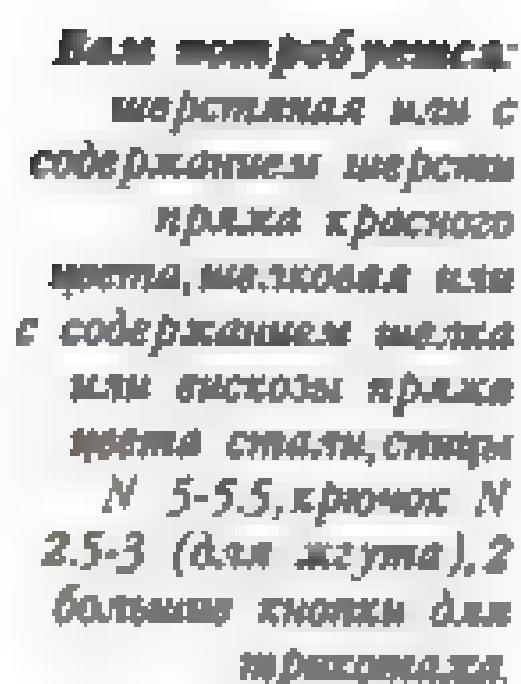 Вам потребуется:
шерстяная или с
содержанием шерсти
пряжа красного
цвета, шелковая или
с содержанием шелка
или вискозы пряжа
цвета стали, спицы
N 5-5.5, крючок N
2.5-3 (для жгута), 2
большие кнопки для
трикотажа.